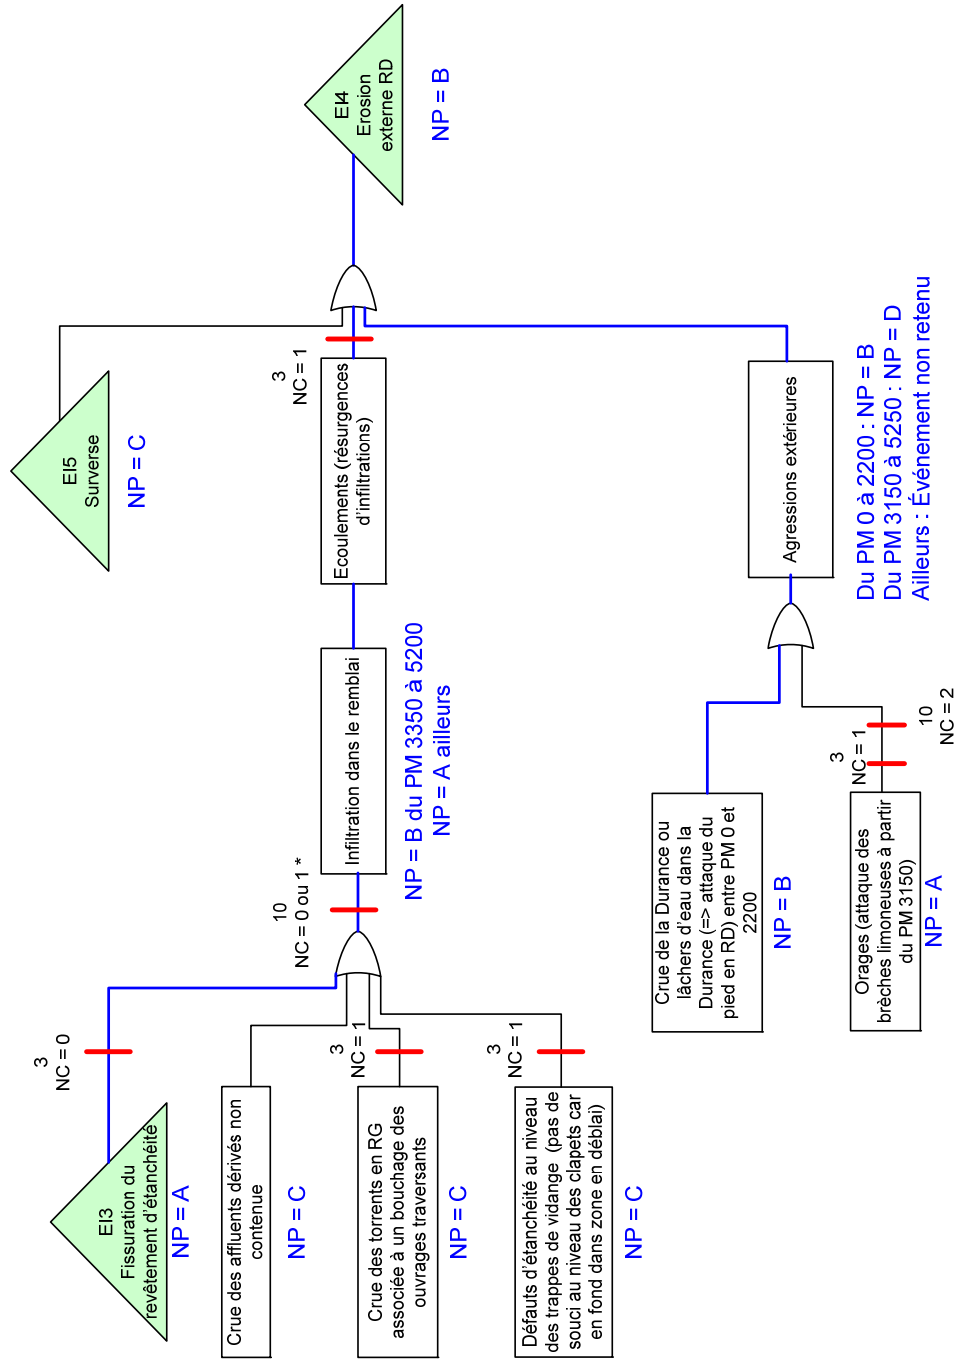 EI3
Fissuration du
revêtement d'étanchéité
NP = A
3
NC = 0
Crue des affluents dérivés non
contenue
NP = C
Crue des torrents en RG
associée à un bouchage des
ouvrages traversants
NP = C
3
NC = 1
Défauts d'étanchéité au niveau
des trappes de vidange (pas de
souci au niveau des clapets car
en fond dans zone en déblai)
NP = C
3
NC = 1
10
NC = 0 ou 1 *
Infiltration dans le remblai
NP = B du PM 3350 à 5200
NP = A ailleurs
Ecoulements (résurgences
d'infiltrations)
3
NC = 1
EI5
Surverse
NP = C
EI4
Erosion
externe RD
NP = B
Crue de la Durance ou
lâchers d'eau dans la
Durance (=> attaque du
pied en RD) entre PM 0 et
2200
NP = B
Orages (attaque des
brèches limoneuses à partir
du PM 3150)
NP = A
3
NC = 1
10
NC = 2
Agressions extérieures
Du PM 0 à 2200 : NP = B
Du PM 3150 à 5250 : NP = D
Ailleurs : Événement non retenu